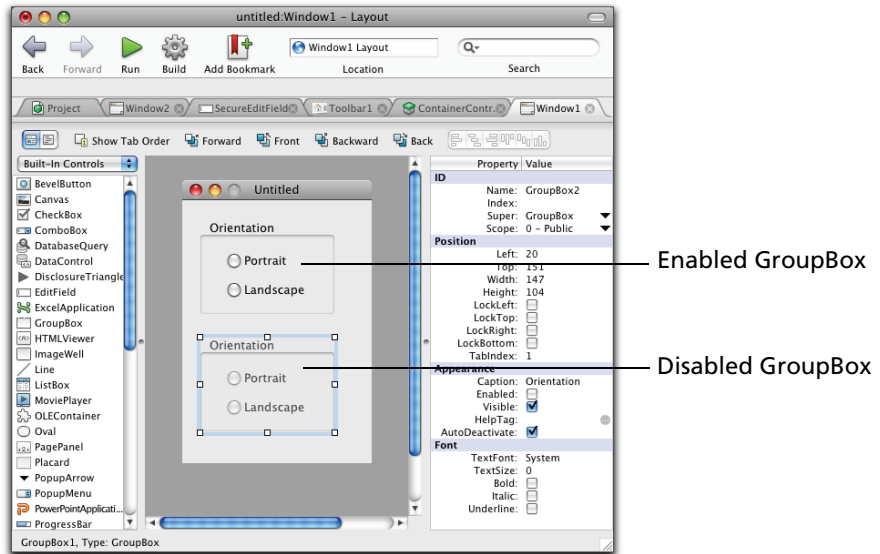 untitled:Window1 – Layout
Back
Forward
Run
Build
Add Bookmark
Window1 Layout
Location
Search
Project
Window2
SecureEditField
Toolbar1
ContainerContr.
Window1
Show Tab Order
Forward
Front
Backward
Back
Built-In Controls
BevelButton
Canvas
CheckBox
ComboBox
DatabaseQuery
DataControl
DisclosureTriangle
EditField
ExcelApplication
GroupBox
HTMLViewer
ImageWell
Line
ListBox
MoviePlayer
OLEContainer
Oval
PagePanel
Placard
PopupArrow
PopupMenu
PowerPointApplicati...
ProgressBar
Untitled
Orientation
Portrait
Landscape
Orientation
Portrait
Landscape
Property Value
ID
Name: GroupBox2
Index:
Super: GroupBox
Scope: 0 – Public
Position
Left: 20
Top: 151
Width: 147
Height: 104
LockLeft:
LockTop:
LockRight:
LockBottom:
TabIndex: 1
Appearance
Caption: Orientation
Enabled:
Visible:
HelpTag:
AutoDeactivate:
Font
TextFont: System
TextSize: 0
Bold:
Italic:
Underline:
GroupBox1, Type: GroupBox
Enabled GroupBox
Disabled GroupBox